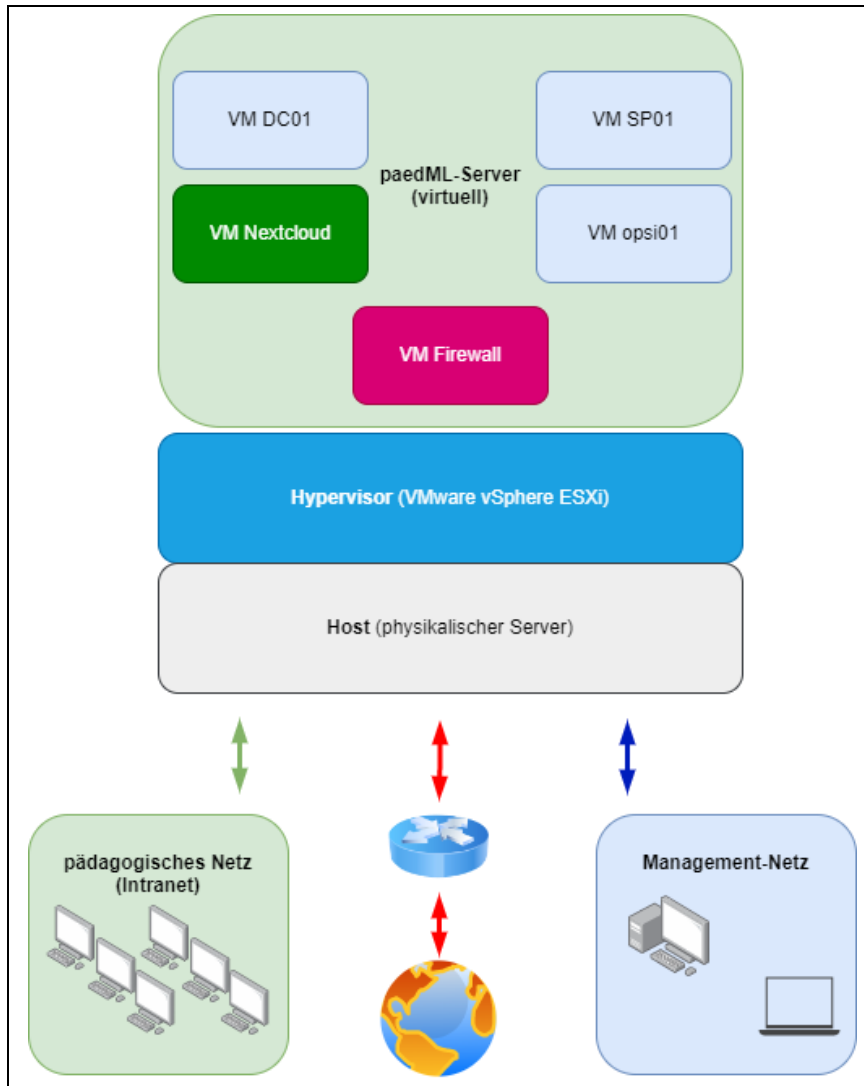 VM DC01
VM SP01
paedML-Server
(virtuell)
VM Nextcloud
VM opsi01
VM Firewall
Hypervisor (VMware vSphere ESXi)
Host (physikalischer Server)
pädagogisches Netz
(Intranet)
Management-Netz